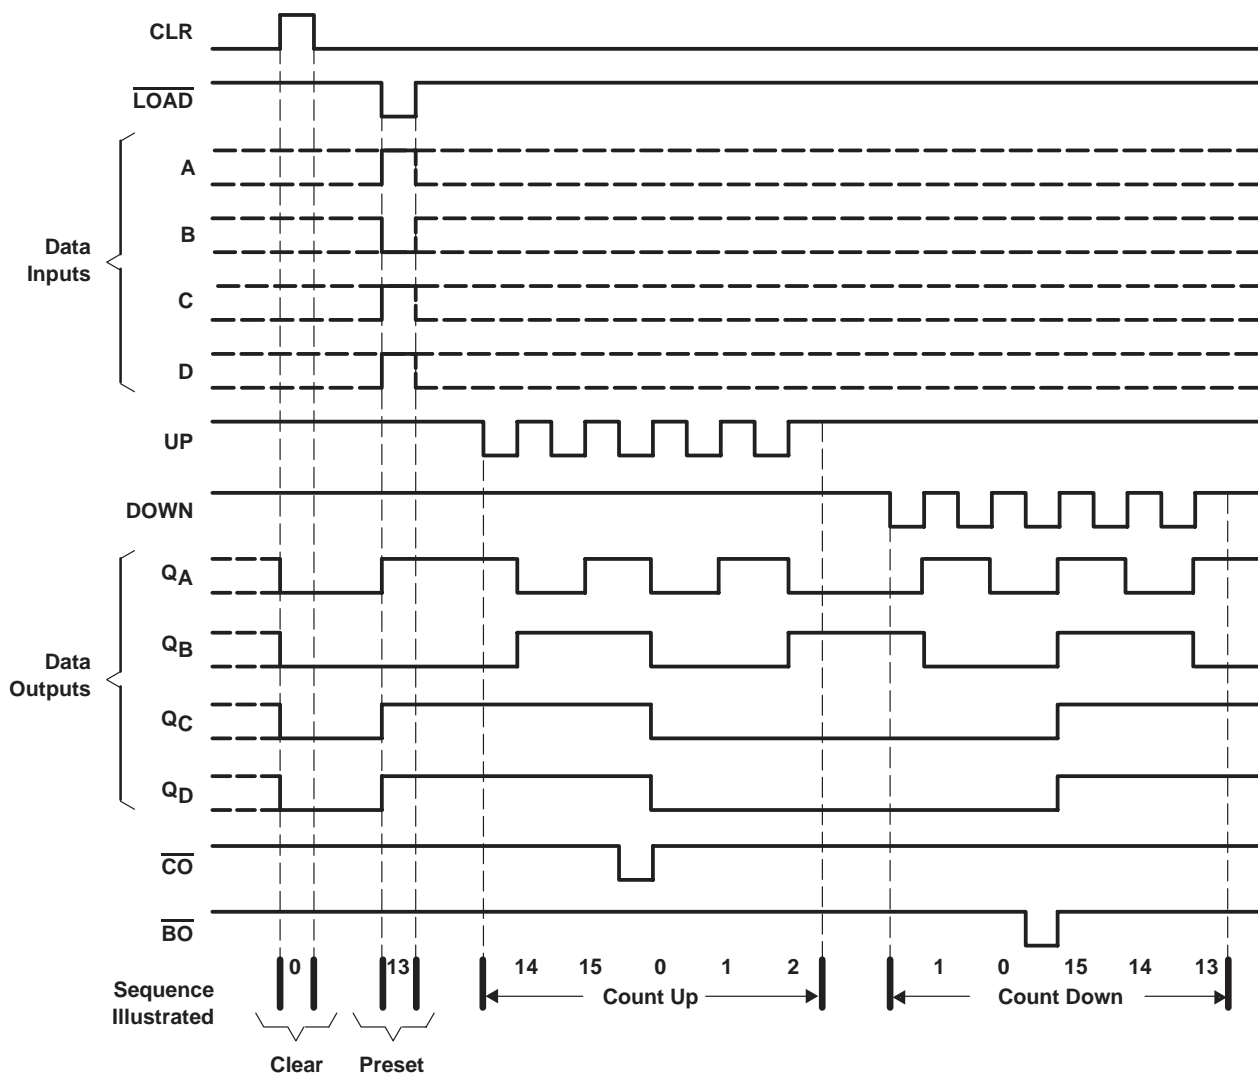 CLR
LOAD
A
B
Data
Inputs
C
D
UP
DOWN
QA
QB
Data
Outputs
QC
QD
CO
BO
0 13 14 15 0 1 2 1 0 15 14 13
Sequence
Illustrated
Count Up Count Down
Clear Preset